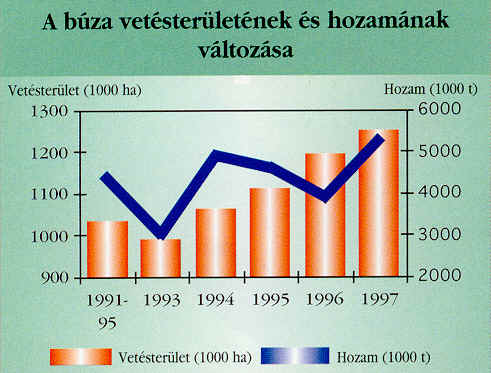 A búza vetésterületének és hozamának
változása
Vetésterület (1000 ha)
Hozam (1000 t)
1300
1200
1100
1000
900
6000
5000
4000
3000
2000
1991-
95
1993
1994
1995
1996
1997
Vetésterület (1000 ha)
Hozam (1000 t)